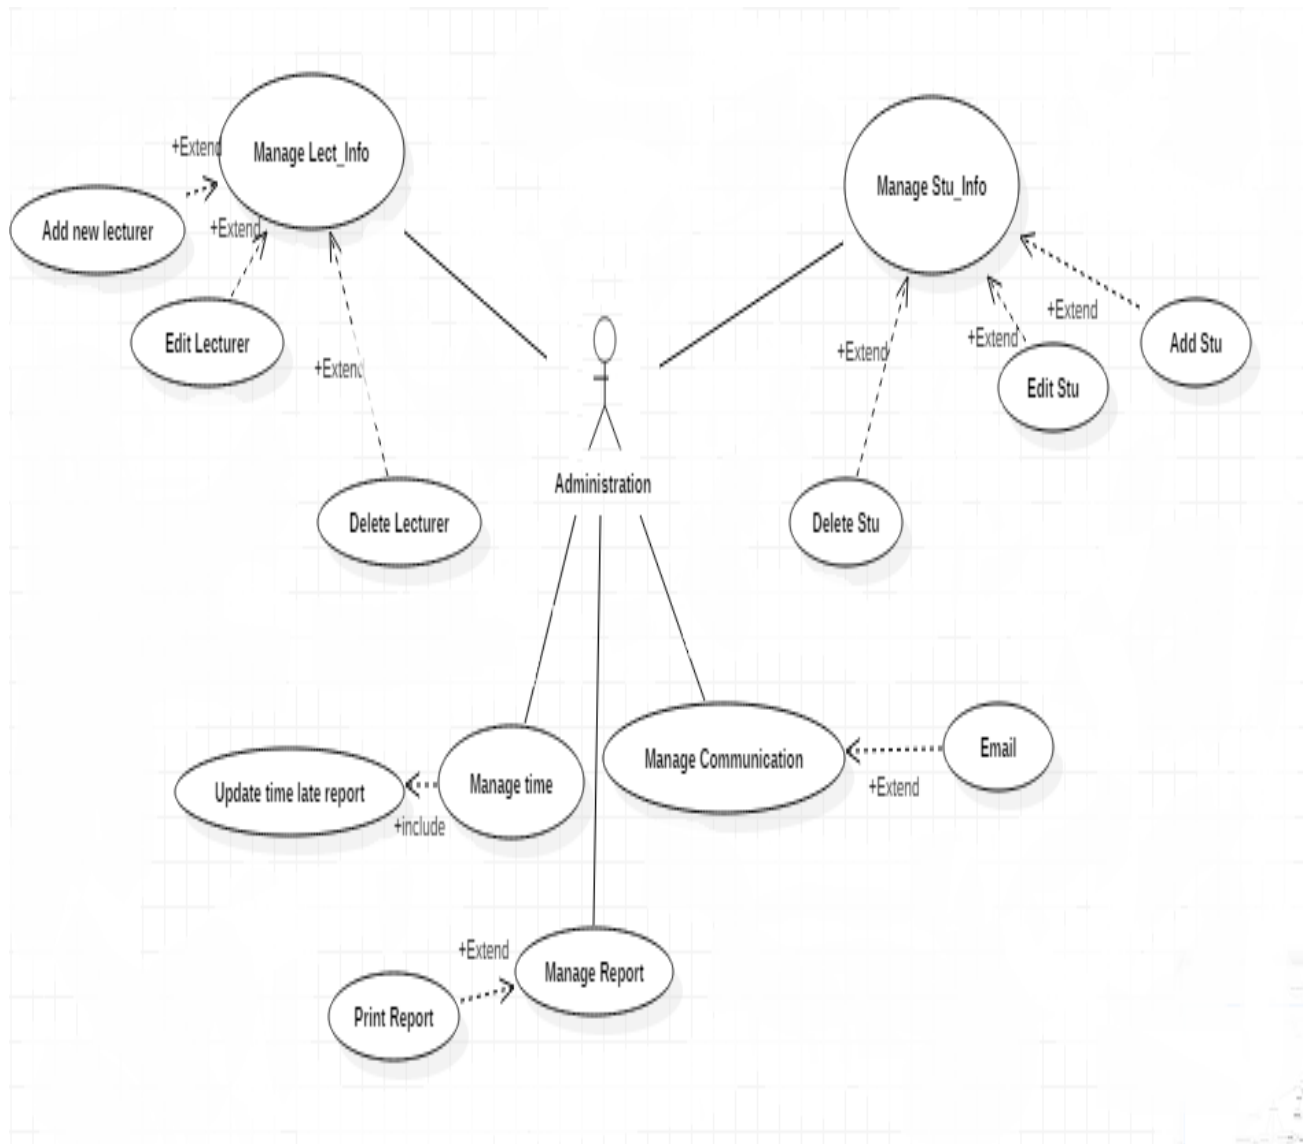 +Extend
Manage Lect_Info
Manage Stu_Info
Add new lecturer
+Extend
Edit Lecturer
+Extend
+Extend
+Extend
+Extend
Add Stu
Edit Stu
Administration
Delete Lecturer
Delete Stu
Update time late report
Manage time
Manage Communication
Email
+include
+Extend
+Extend
Manage Report
Print Report